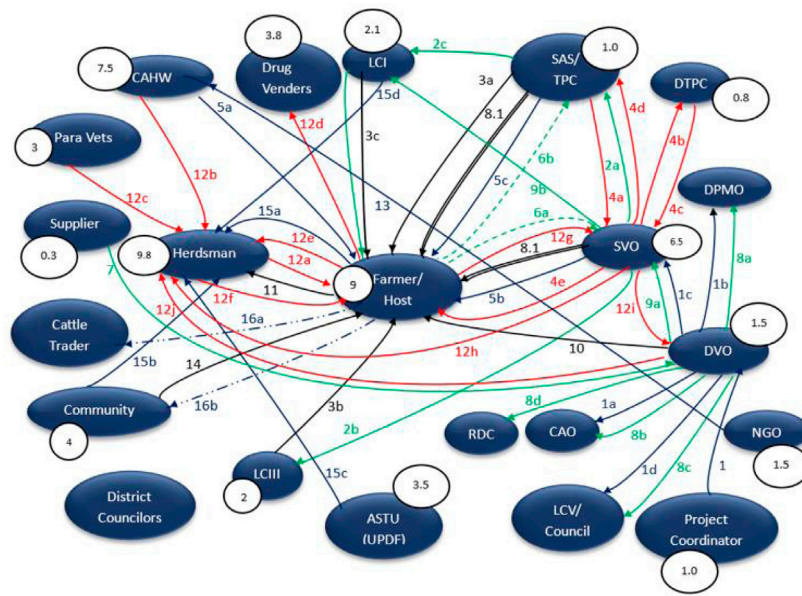 3.8
2.1
1.0
7.5
CAHW
Drug
Venders
LCI
2c
SAS/
TPC
DTPC
0.8
5a
15d
3a
4d
12d
8.1
4b
Para Vets
3
3c
6b
2a
12b
5c
9b
4a
4c
DPMO
12c
13
Supplier
0.3
15a
6a
9.8
Herdsman
12e
12g
8.1
SVO
6.5
8a
7
12a
9
Farmer/
Host
11
4e
5b
1c
1b
12f
12i
9a
12j
16a
1.5
Cattle
Trader
12h
10
DVO
15b
14
Community
4
16b
3b
8d
1a
RDC
CAO
8b
NGO
1.5
2b
LCIII
2
15c
3.5
1d
8c
1
District
Councilors
ASTU
(UPDF)
LCV/
Council
Project
Coordinator
1.0